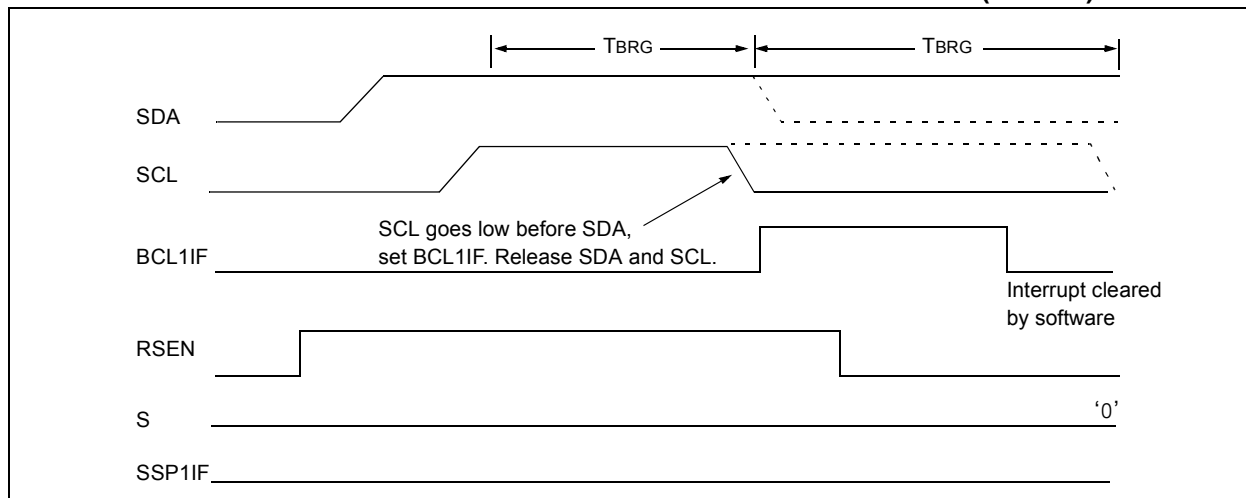 TBRG TBRG
SDA
SCL
SCL goes low before SDA,
set BCL1IF. Release SDA and SCL.
BCL1IF
Interrupt cleared
by software
RSEN
S
‘0’
SSP1IF